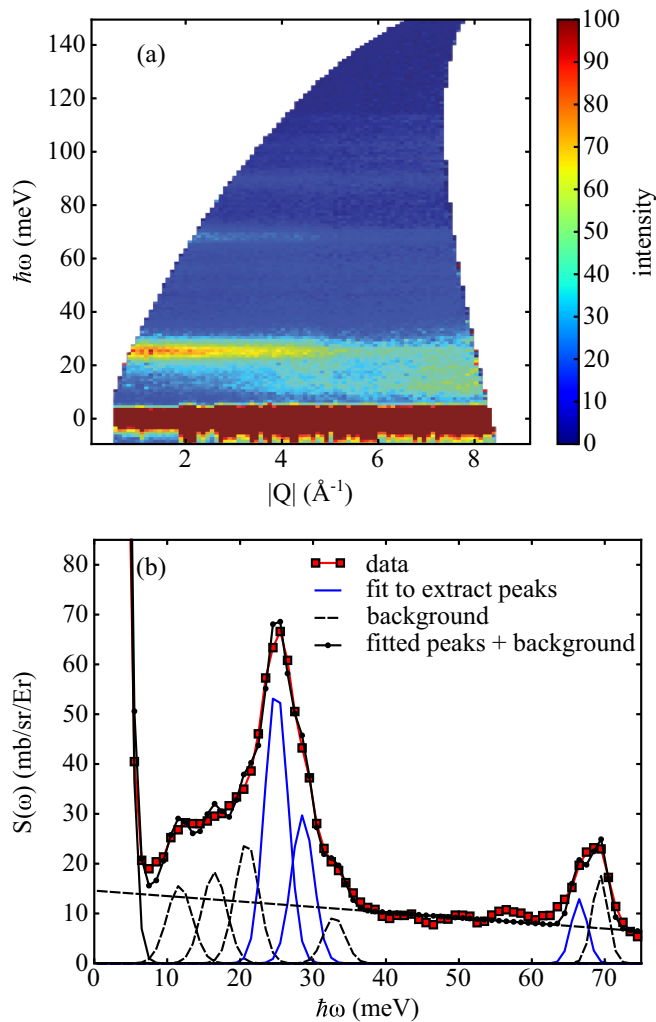 (a)
140
120
100
80
60
40
20
0
ħω (meV)
2 4 6 8
|Q| (Å⁻¹)
100
90
80
70
60
50
40
30
20
10
0
intensity
(b)
data
fit to extract peaks
background
fitted peaks + background
80
70
60
50
40
30
20
10
0
S(ω) (mb/sr/Er)
0 10 20 30 40 50 60 70
ħω (meV)